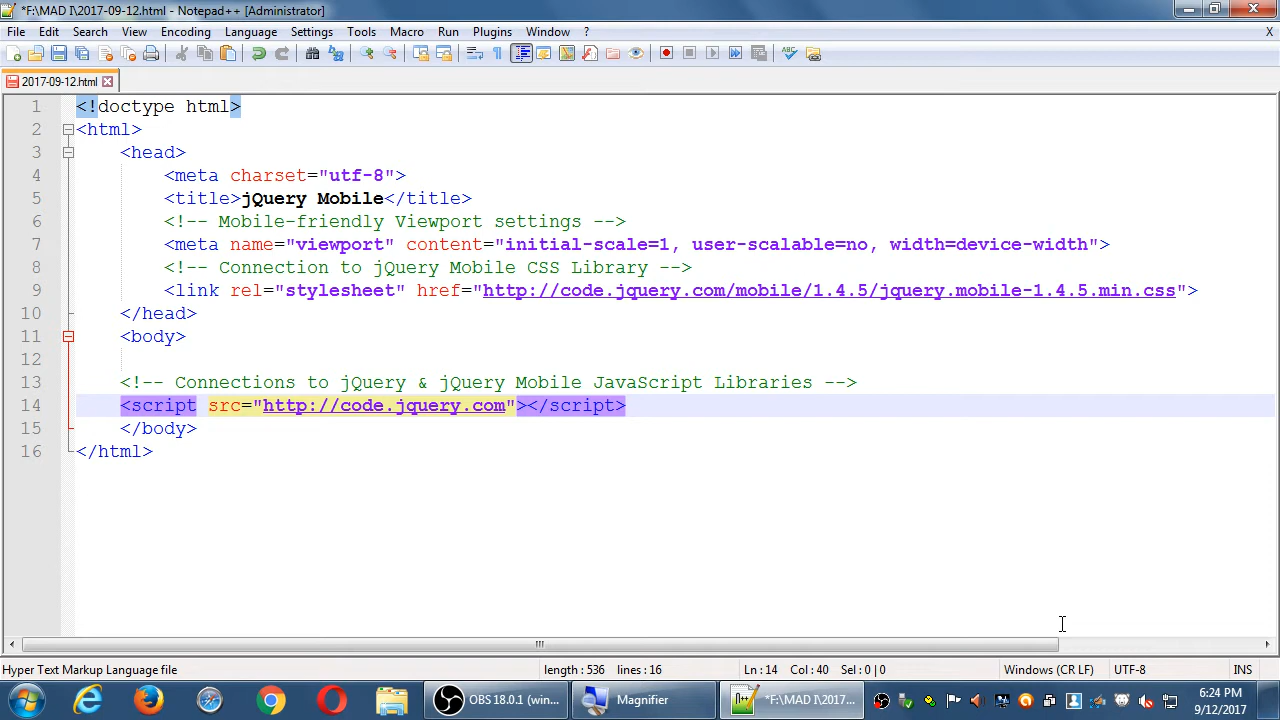 *F:\MAD I\2017-09-12.html - Notepad++ [Administrator]
File Edit Search View Encoding Language Settings Tools Macro Run Plugins Window ? X
2017-09-12.html
1 <!doctype html>
2 <html>
3 <head>
4 <meta charset="utf-8">
5 <title>jQuery Mobile</title>
6 <!-- Mobile-friendly Viewport settings -->
7 <meta name="viewport" content="initial-scale=1, user-scalable=no, width=device-width">
8 <!-- Connection to jQuery Mobile CSS Library -->
9 <link rel="stylesheet" href="http://code.jquery.com/mobile/1.4.5/jquery.mobile-1.4.5.min.css">
10 </head>
11 <body>
12
13 <!-- Connections to jQuery & jQuery Mobile JavaScript Libraries -->
14 <script src="http://code.jquery.com"></script>
15 </body>
16 </html>
Hyper Text Markup Language file length : 536 lines : 16 Ln : 14 Col : 40 Sel : 0 | 0 Windows (CR LF) UTF-8 INS
OBS 18.0.1 (win... Magnifier *F:\MAD I\2017... 6:24 PM
9/12/2017